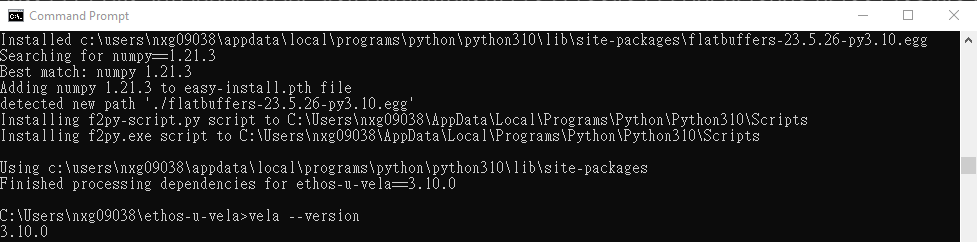 Command Prompt
Installed c:\users\nxg09038\appdata\local\programs\python\python310\lib\site-packages\flatbuffers-23.5.26-py3.10.egg
Searching for numpy==1.21.3
Best match: numpy 1.21.3
Adding numpy 1.21.3 to easy-install.pth file
detected new path './flatbuffers-23.5.26-py3.10.egg'
Installing f2py-script.py script to C:\Users\nxg09038\AppData\Local\Programs\Python\Python310\Scripts
Installing f2py.exe script to C:\Users\nxg09038\AppData\Local\Programs\Python\Python310\Scripts
Using c:\users\nxg09038\appdata\local\programs\python\python310\lib\site-packages
Finished processing dependencies for ethos-u-vela==3.10.0
C:\Users\nxg09038\ethos-u-vela>vela --version
3.10.0